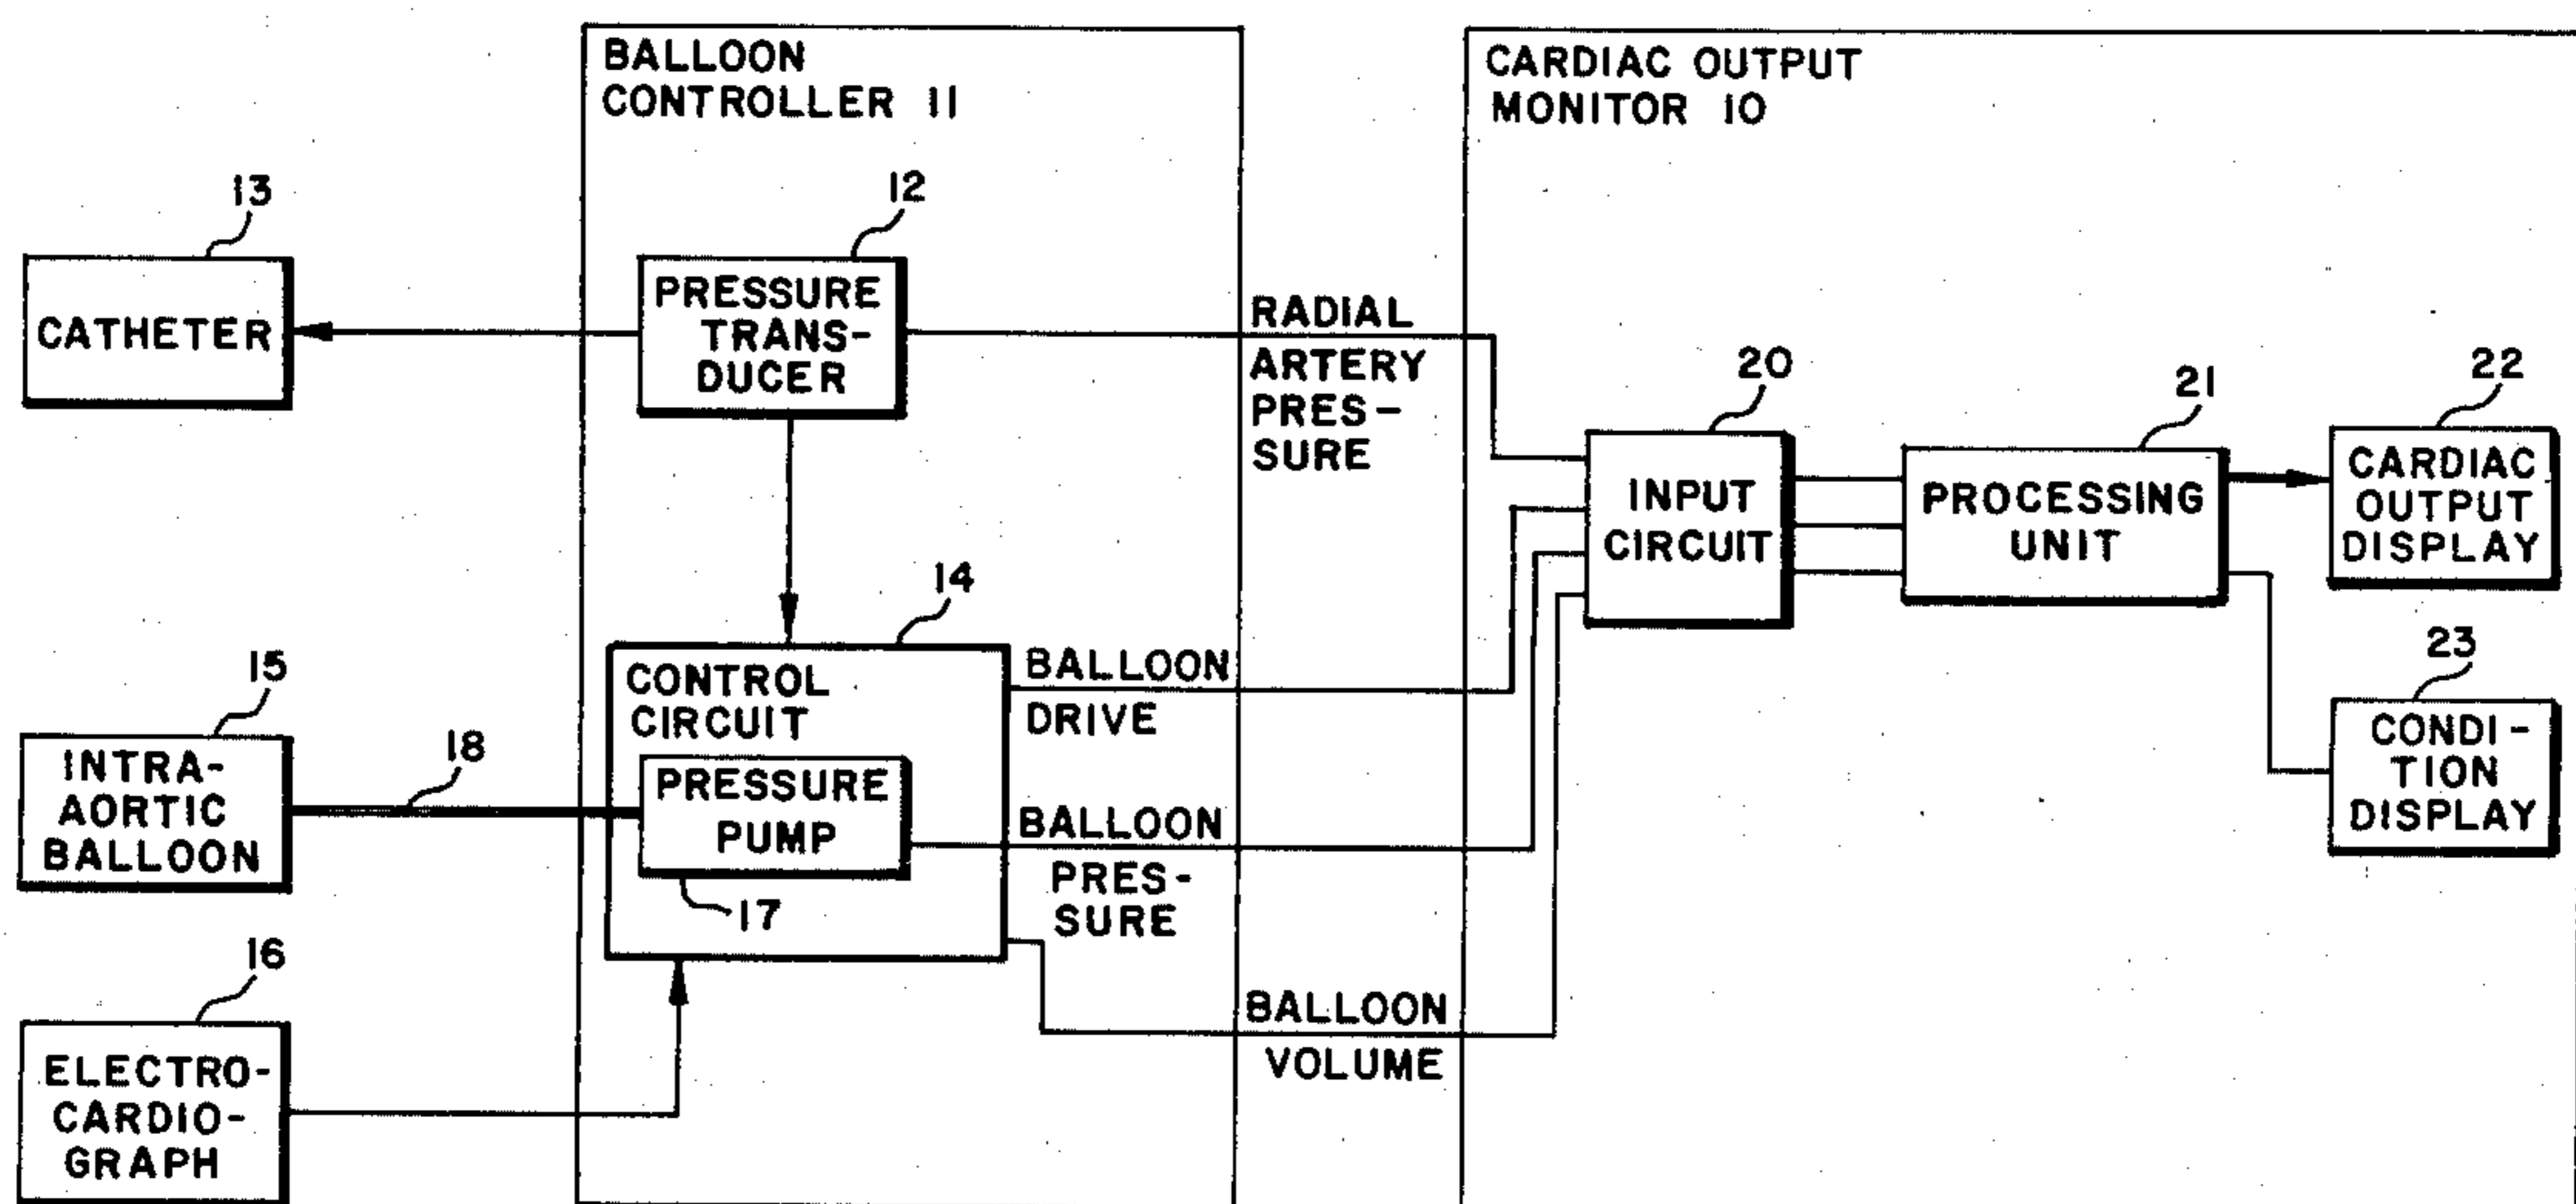 BALLOON
CONTROLLER 11
CARDIAC OUTPUT
MONITOR 10
13
CATHETER
12
PRESSURE
TRANS-
DUCER
RADIAL
ARTERY
PRES-
SURE
20
INPUT
CIRCUIT
21
PROCESSING
UNIT
22
CARDIAC
OUTPUT
DISPLAY
23
CONDI-
TION
DISPLAY
14
CONTROL
CIRCUIT
BALLOON
DRIVE
15
INTRA-
AORTIC
BALLOON
18
PRESSURE
PUMP
17
BALLOON
PRES-
SURE
16
ELECTRO-
CARDIO-
GRAPH
BALLOON
VOLUME